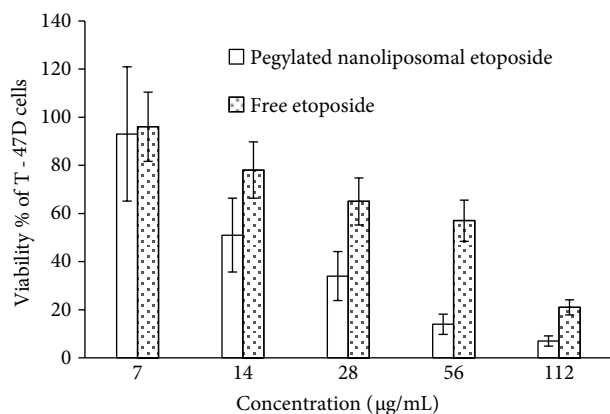 140
120
100
80
60
40
20
0
Viability % of T - 47D cells
Pegylated nanoliposomal etoposide
Free etoposide
7 14 28 56 112
Concentration (µg/mL)